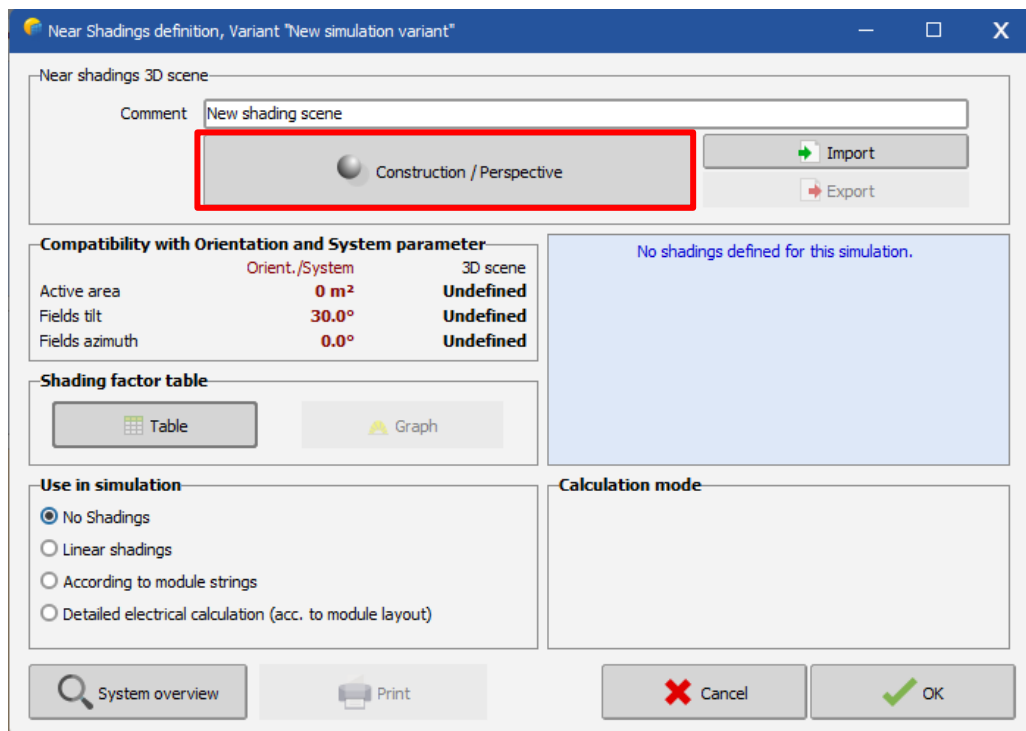 Near Shadings definition, Variant "New simulation variant"
Near shadings 3D scene
Comment New shading scene
Construction / Perspective
Import
Export
Compatibility with Orientation and System parameter
Orient./System 3D scene
Active area 0 m² Undefined
Fields tilt 30.0° Undefined
Fields azimuth 0.0° Undefined
No shadings defined for this simulation.
Shading factor table
Table Graph
Use in simulation
No Shadings
Linear shadings
According to module strings
Detailed electrical calculation (acc. to module layout)
Calculation mode
System overview Print Cancel OK